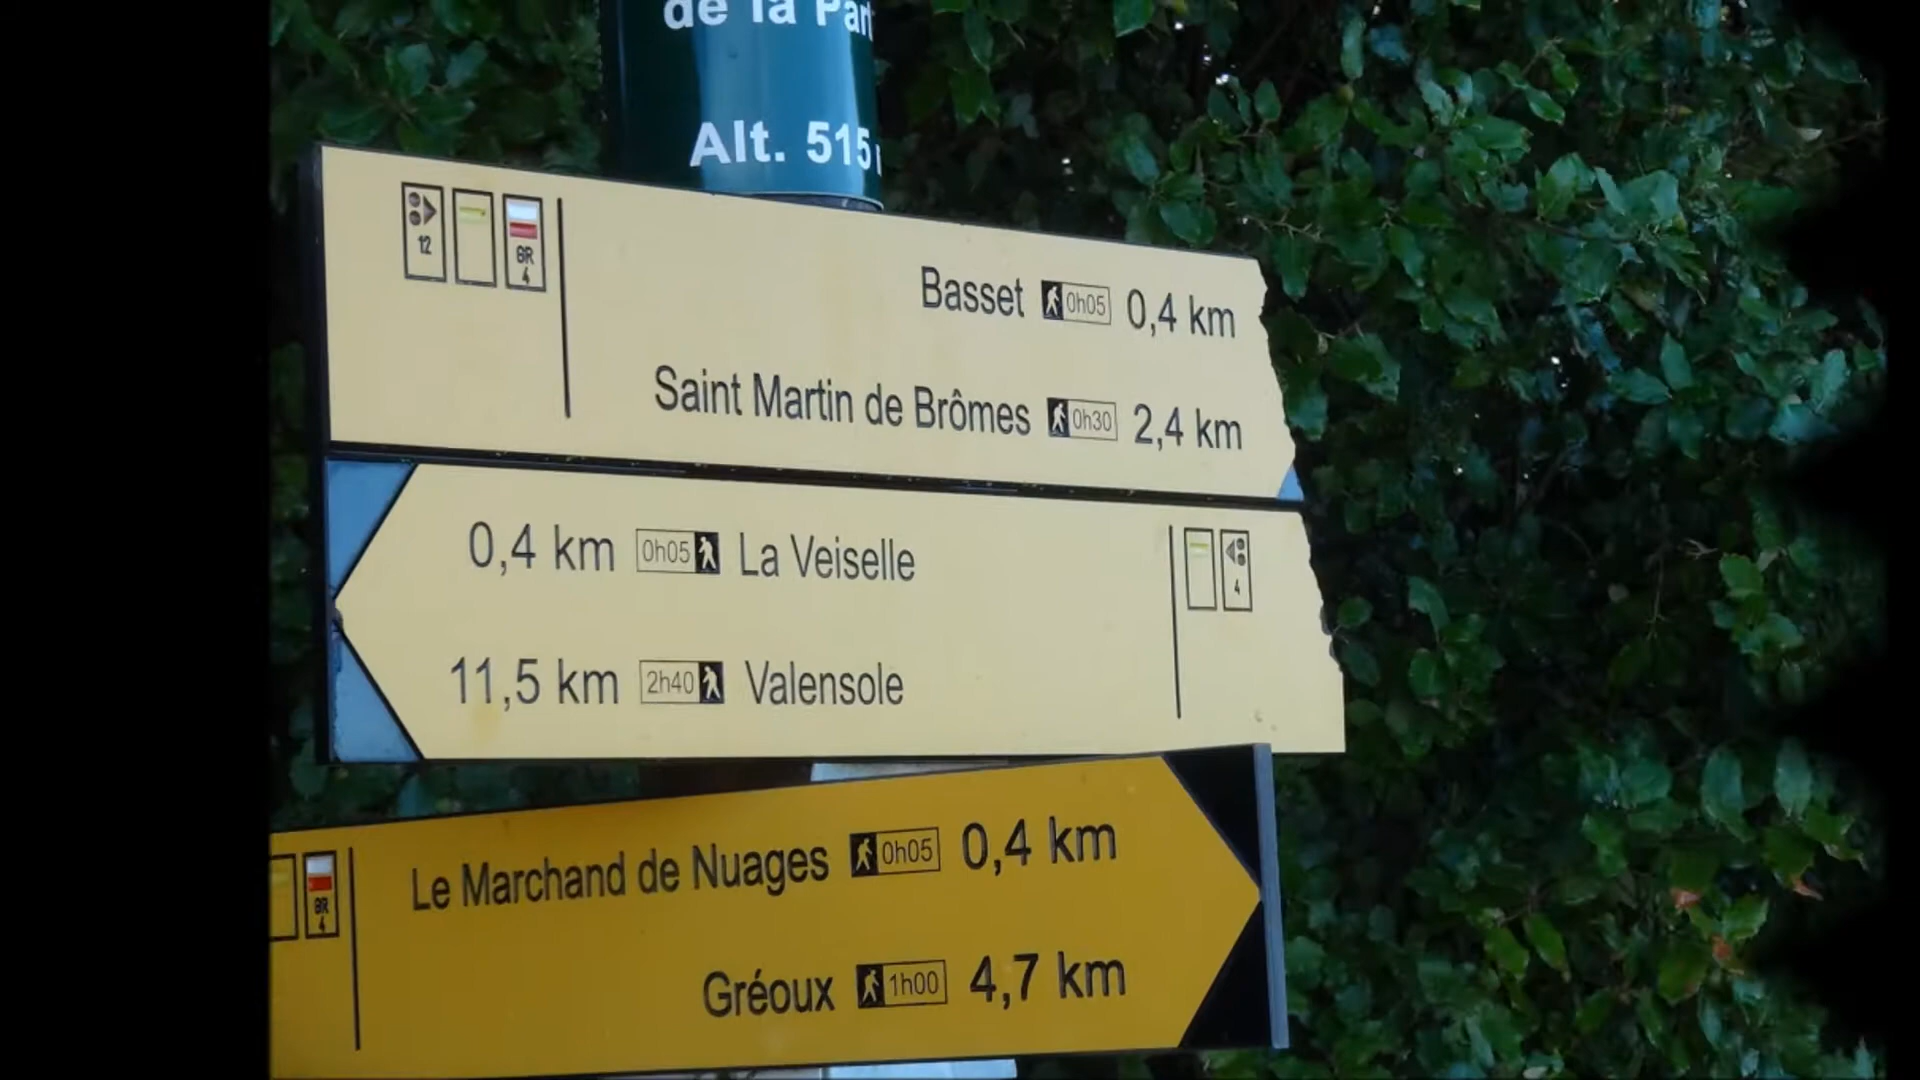 de la
Alt. 515
12
GR
4
Basset 0h05 0,4 km
Saint Martin de Brômes 0h30 2,4 km
0,4 km 0h05 La Veiselle
4
11,5 km 2h40 Valensole
GR
4
Le Marchand de Nuages 0h05 0,4 km
Gréoux 1h00 4,7 km